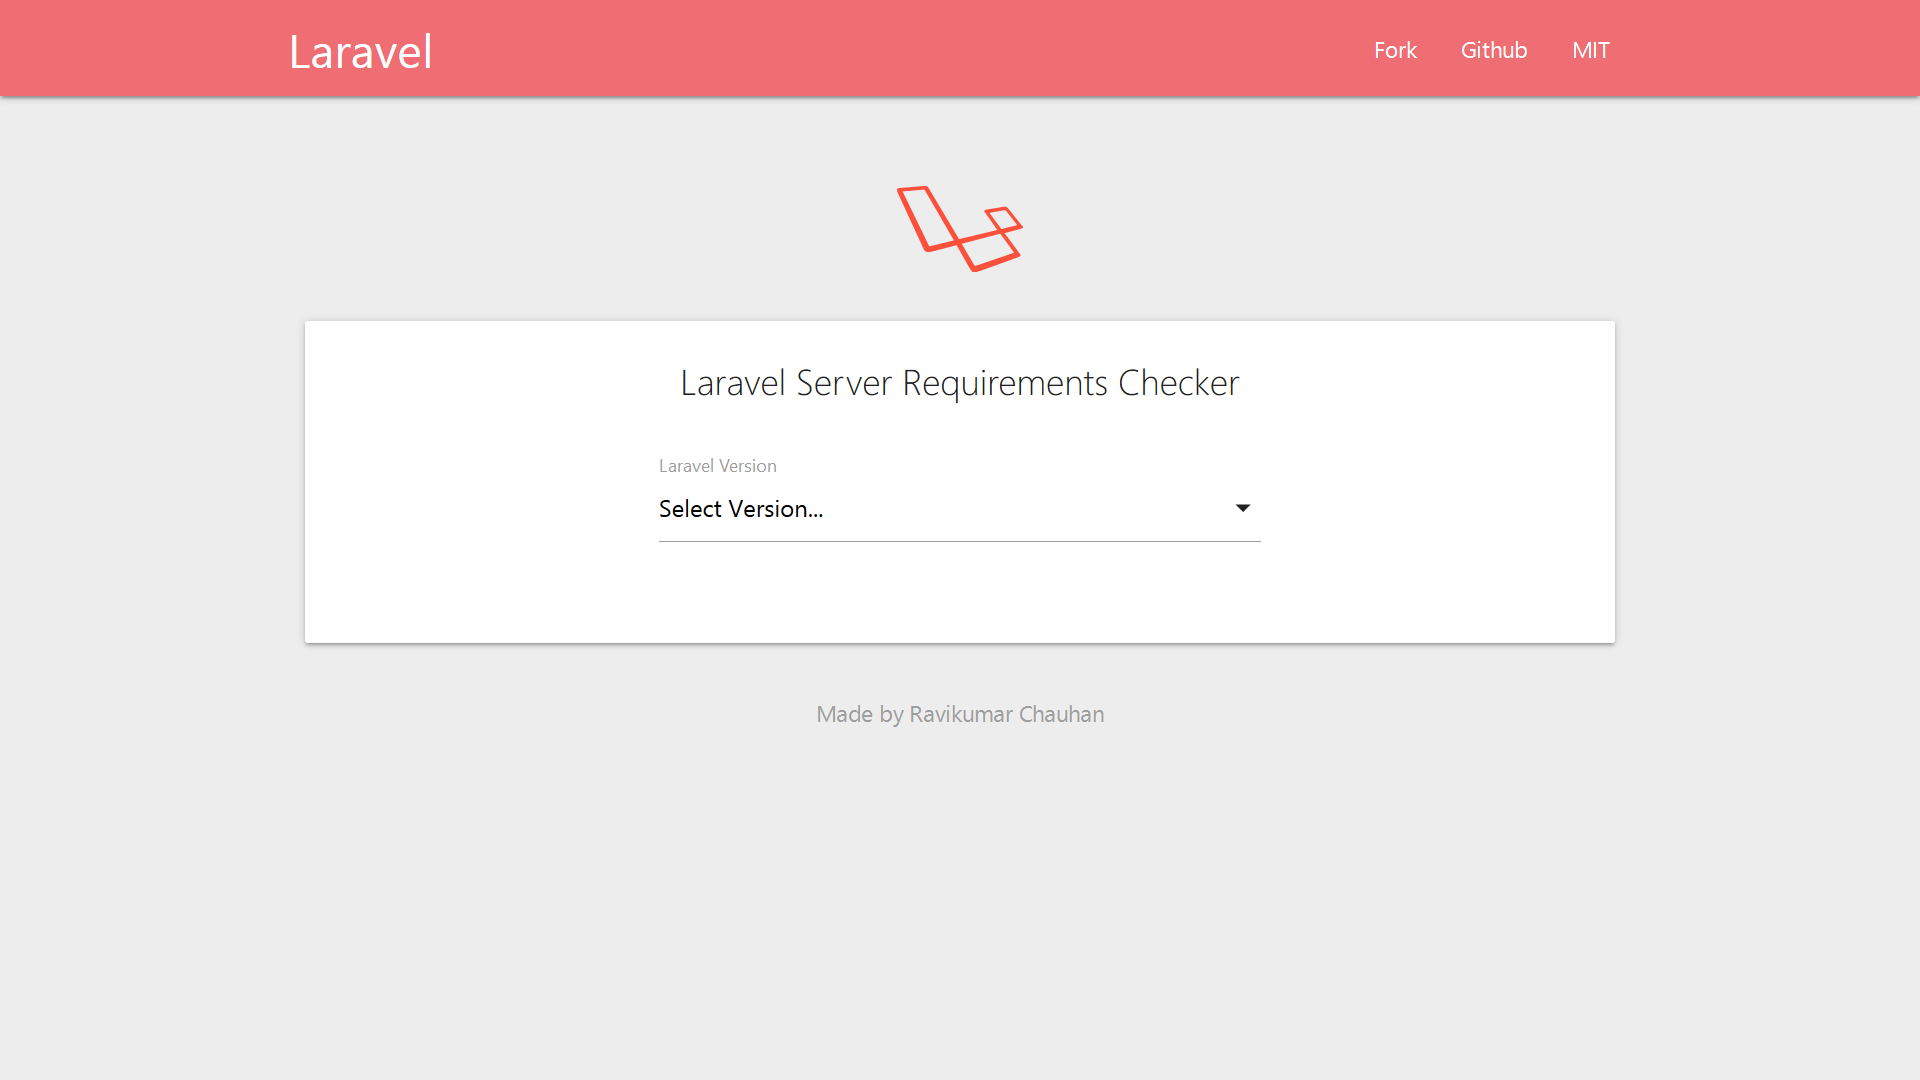 Laravel
Fork Github MIT
Laravel Server Requirements Checker
Laravel Version
Select Version...
Made by Ravikumar Chauhan